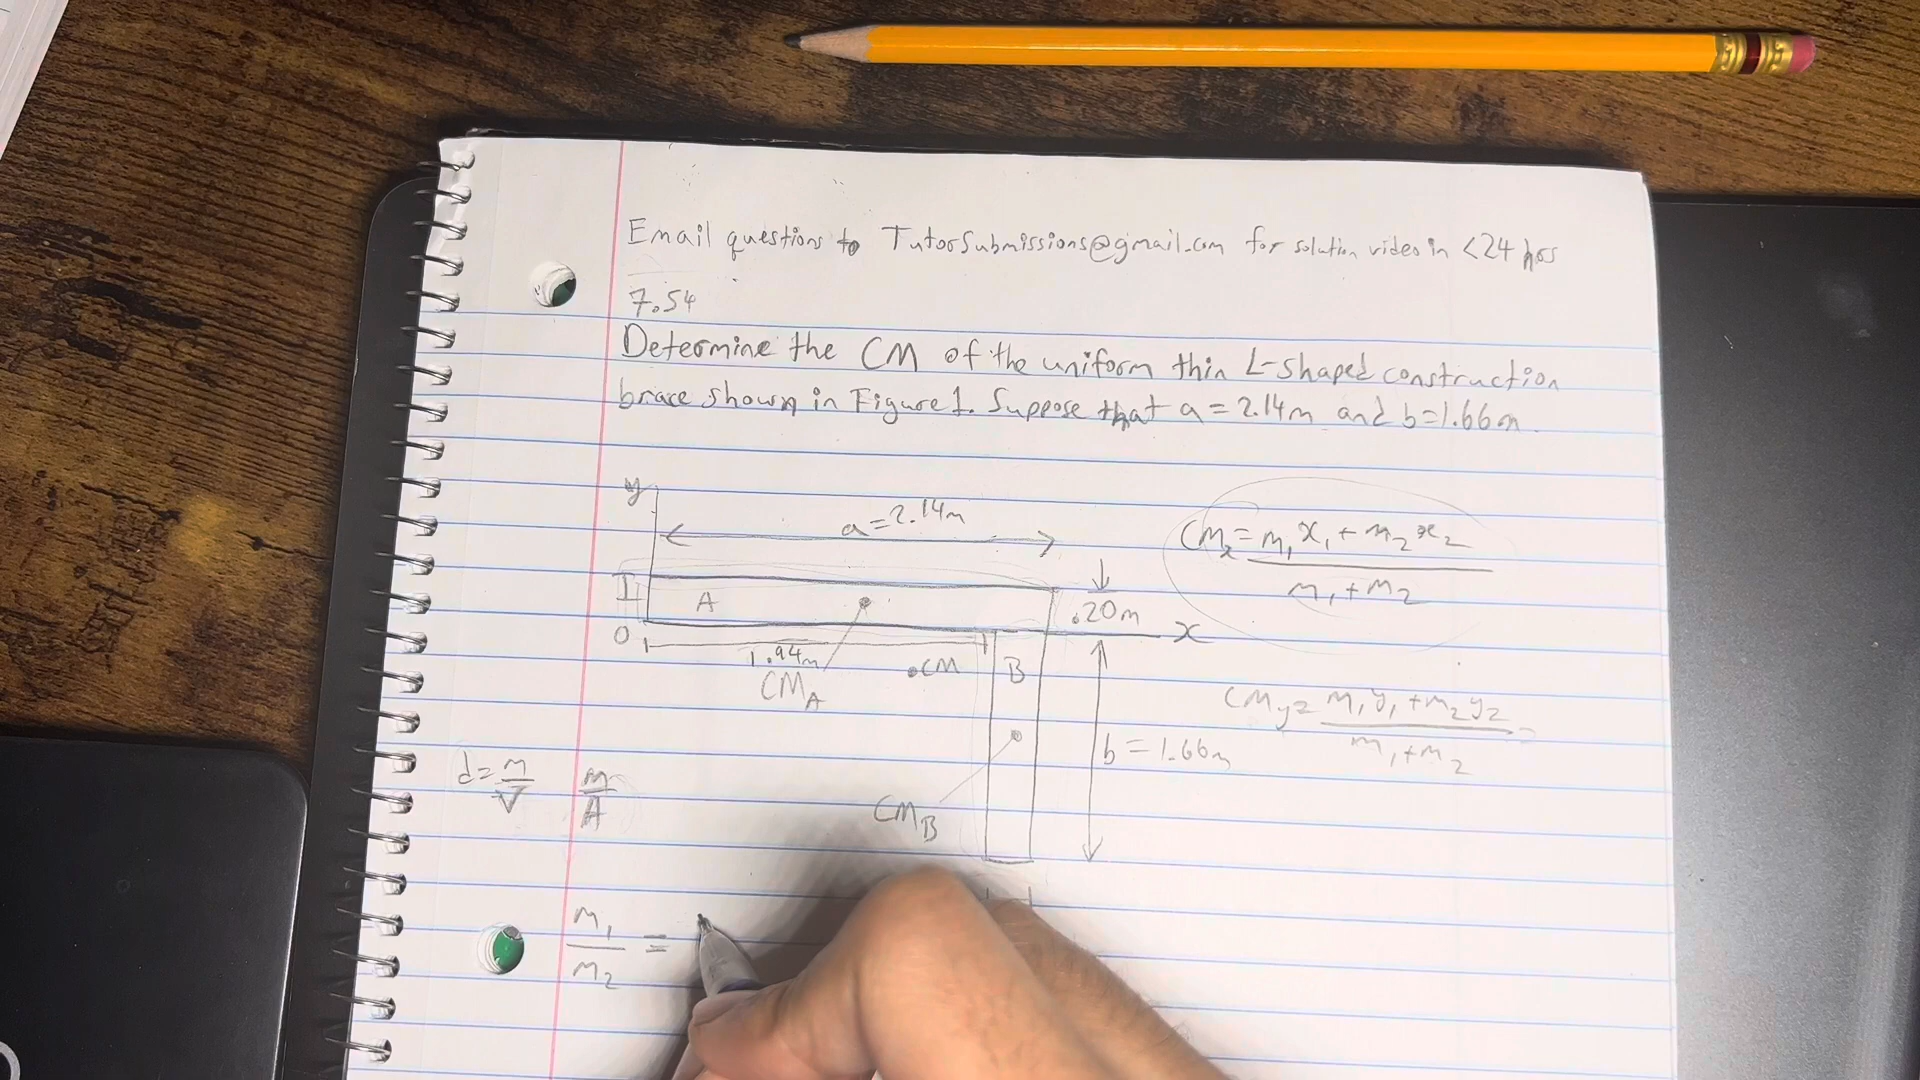 Email questions to TutorSubmissions@gmail.com for solution video in <24 hrs
7.54
Determine the CM of the uniform thin L-shaped construction
brace shown in Figure 1. Suppose that a = 2.14m and b=1.66m
y
a = 2.14m
CMx = m1x1 + m2x2
m1 + m2
A
.20m
O
x
1.94m
.CM
B
CMA
CMy = m1y1 + m2y2 =
m1 + m2
b = 1.66m
d = m
V
m
A
CMB
m1
m2
=